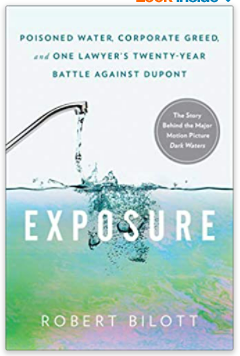 POISONED WATER, CORPORATE GREED,
and ONE LAWYER'S TWENTY-YEAR
BATTLE AGAINST DUPONT
The Story
Behind the Major
Motion Picture
Dark Waters
EXPOSURE
ROBERT BILOTT